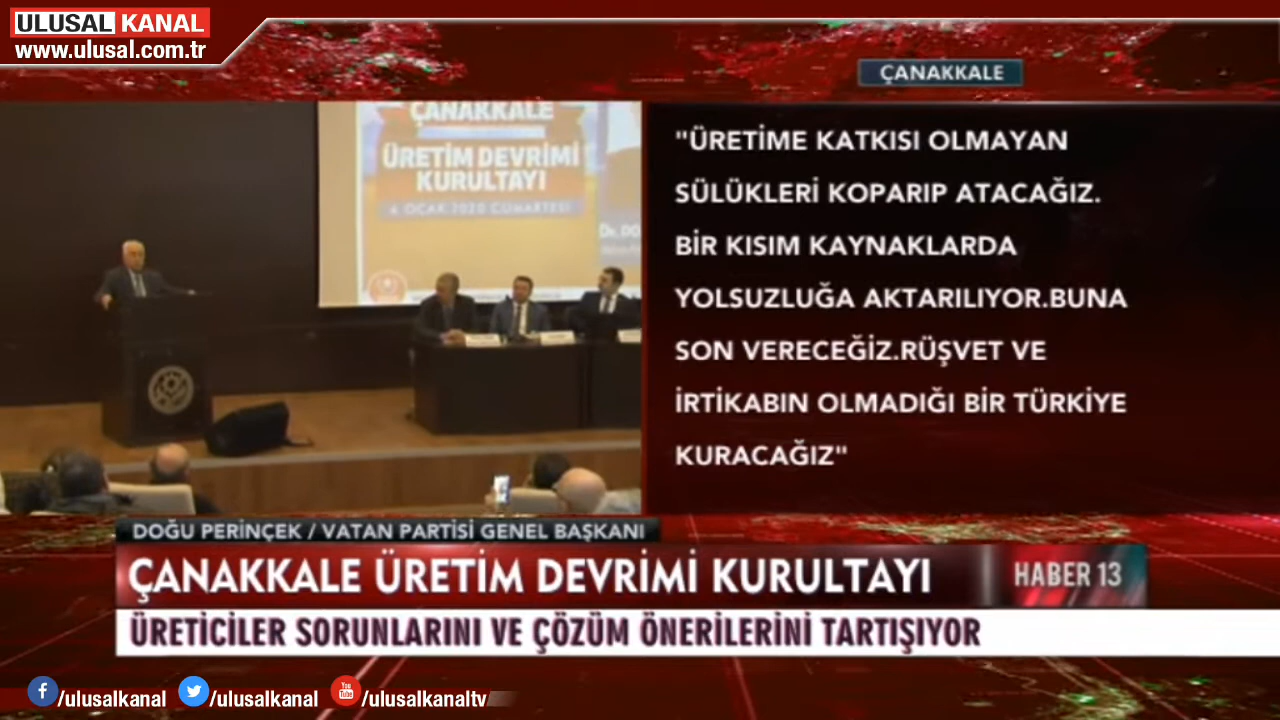 ULUSAL KANAL
www.ulusal.com.tr
ÇANAKKALE
ÇANAKKALE
ÜRETİM DEVRİMİ
KURULTAYI
4 OCAK 2020 CUMARTESİ
"ÜRETİME KATKISI OLMAYAN
SÜLÜKLERİ KOPARIP ATACAĞIZ.
BİR KISIM KAYNAKLARDA
YOLSUZLUĞA AKTARILIYOR.BUNA
SON VERECEĞİZ.RÜŞVET VE
İRTİKABIN OLMADIĞI BİR TÜRKİYE
KURACAĞIZ"
DOĞU PERİNÇEK / VATAN PARTİSİ GENEL BAŞKANI
ÇANAKKALE ÜRETİM DEVRİMİ KURULTAYI
HABER 13
ÜRETİCİLER SORUNLARINI VE ÇÖZÜM ÖNERİLERİNİ TARTIŞIYOR
/ulusalkanal
/ulusalkanal
You Tube
/ulusalkanaltv